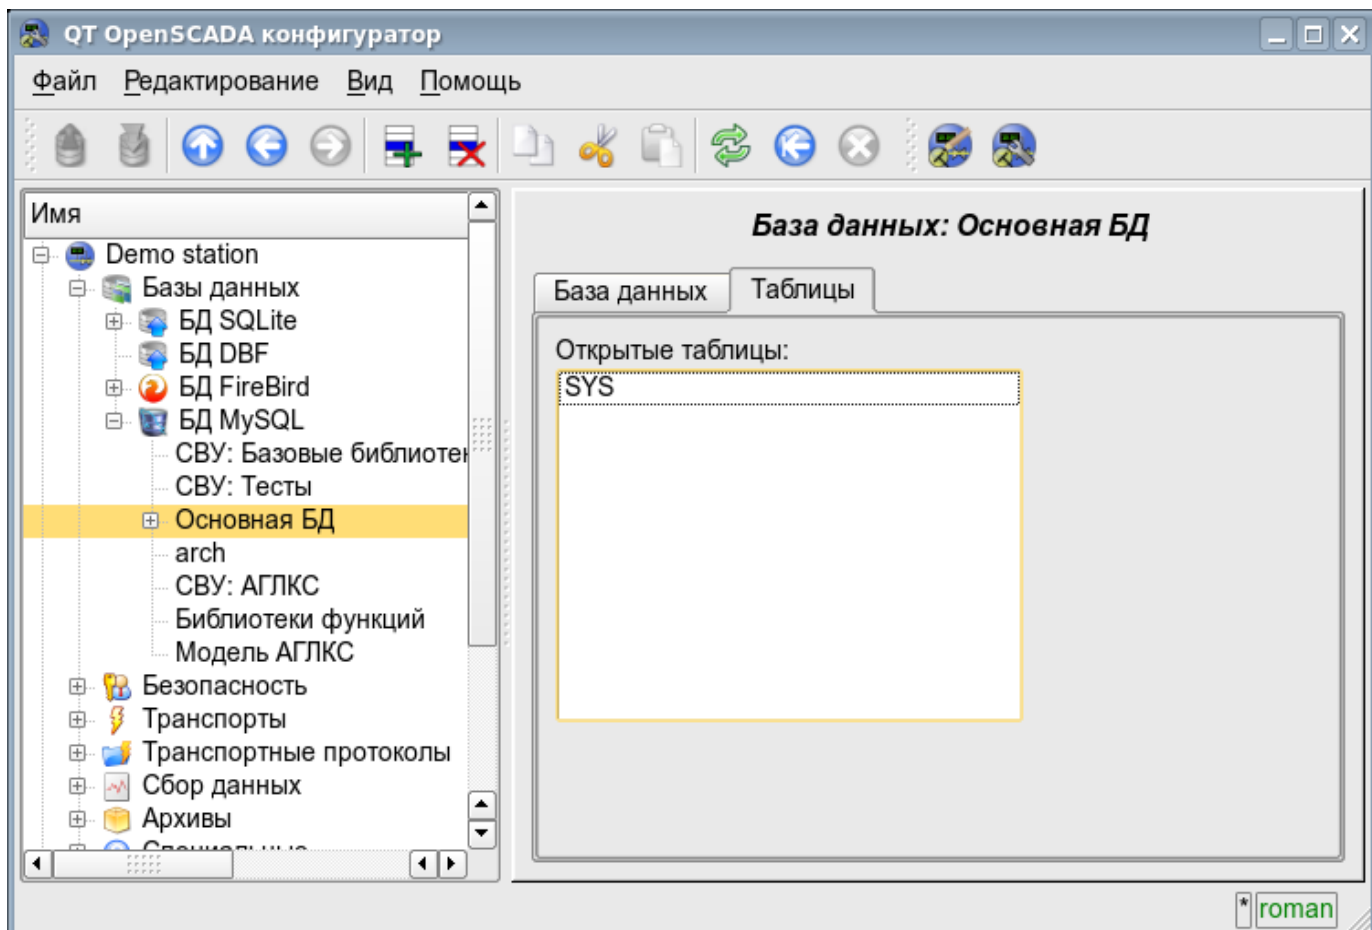 QT OpenSCADA конфигуратор
Файл Редактирование Вид Помощь
Имя
Demo station
Базы данных
БД SQLite
БД DBF
БД FireBird
БД MySQL
СВУ: Базовые библиотек
СВУ: Тесты
Основная БД
arch
СВУ: АГЛКС
Библиотеки функций
Модель АГЛКС
Безопасность
Транспорты
Транспортные протоколы
Сбор данных
Архивы
Специальные
База данных: Основная БД
База данных Таблицы
Открытые таблицы:
SYS
* roman